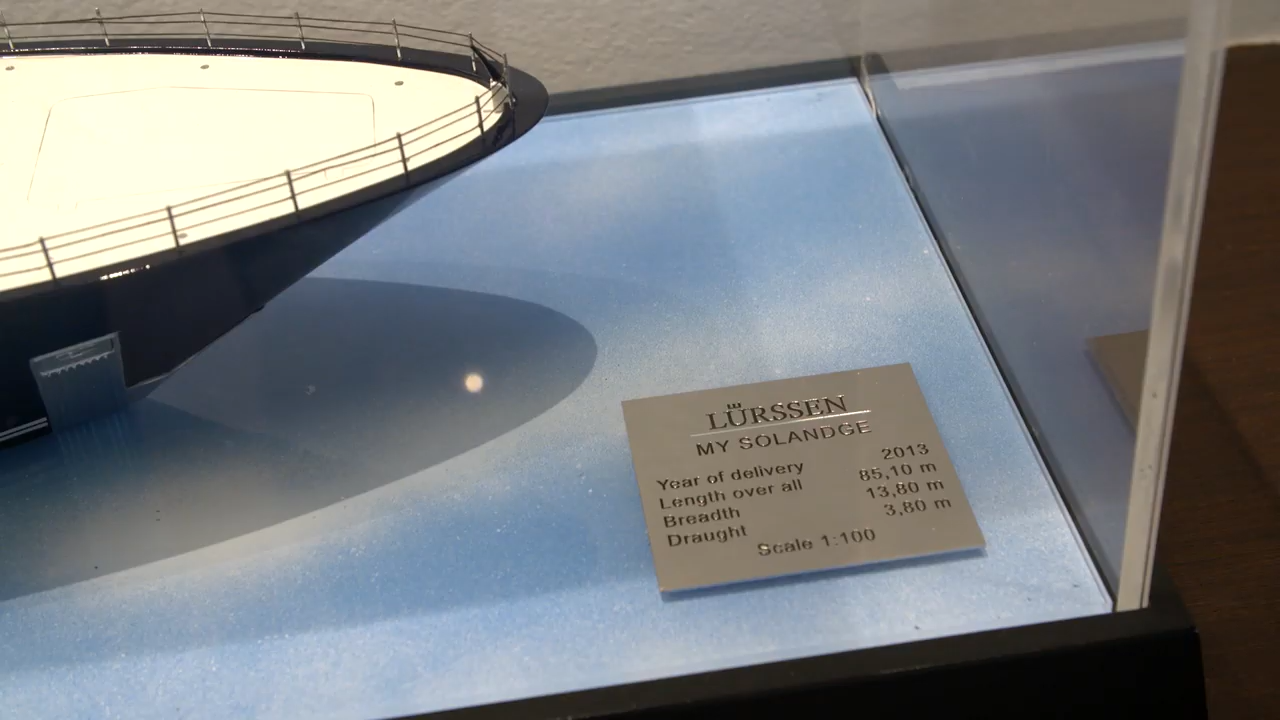 LÜRSSEN
MY SOLANDGE
Year of delivery 2013
Length over all 85,10 m
Breadth 13,80 m
Draught 3,80 m
Scale 1:100